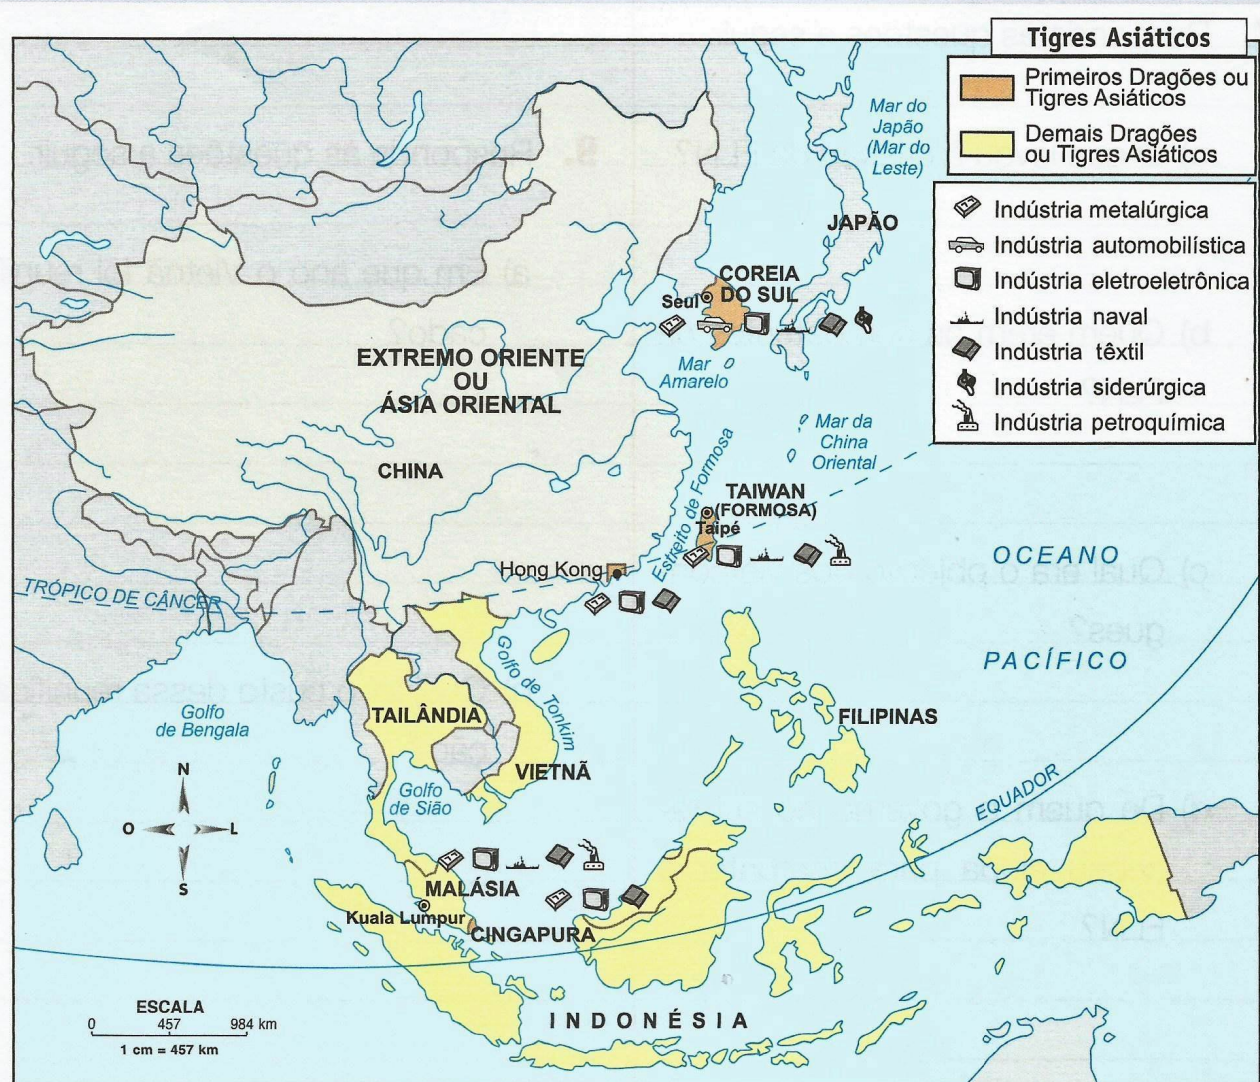 Tigres Asiáticos
Primeiros Dragões ou
Tigres Asiáticos
Demais Dragões
ou Tigres Asiáticos
Indústria metalúrgica
Indústria automobilística
Indústria eletroeletrônica
Indústria naval
Indústria têxtil
Indústria siderúrgica
Indústria petroquímica
Mar do
Japão
(Mar do
Leste)
JAPÃO
COREIA
DO SUL
Seul
EXTREMO ORIENTE
OU
ÁSIA ORIENTAL
Mar
Amarelo
CHINA
Mar da
China
Oriental
Estreito de Formosa
TAIWAN
(FORMOSA)
Taipé
Hong Kong
OCEANO
PACÍFICO
TRÓPICO DE CÂNCER
Golfo de Tonkim
Golfo
de Bengala
TAILÂNDIA
FILIPINAS
VIETNÃ
Golfo
de Sião
EQUADOR
N
O
L
S
MALÁSIA
Kuala Lumpur
CINGAPURA
INDONÉSIA
ESCALA
0 457 984 km
1 cm = 457 km